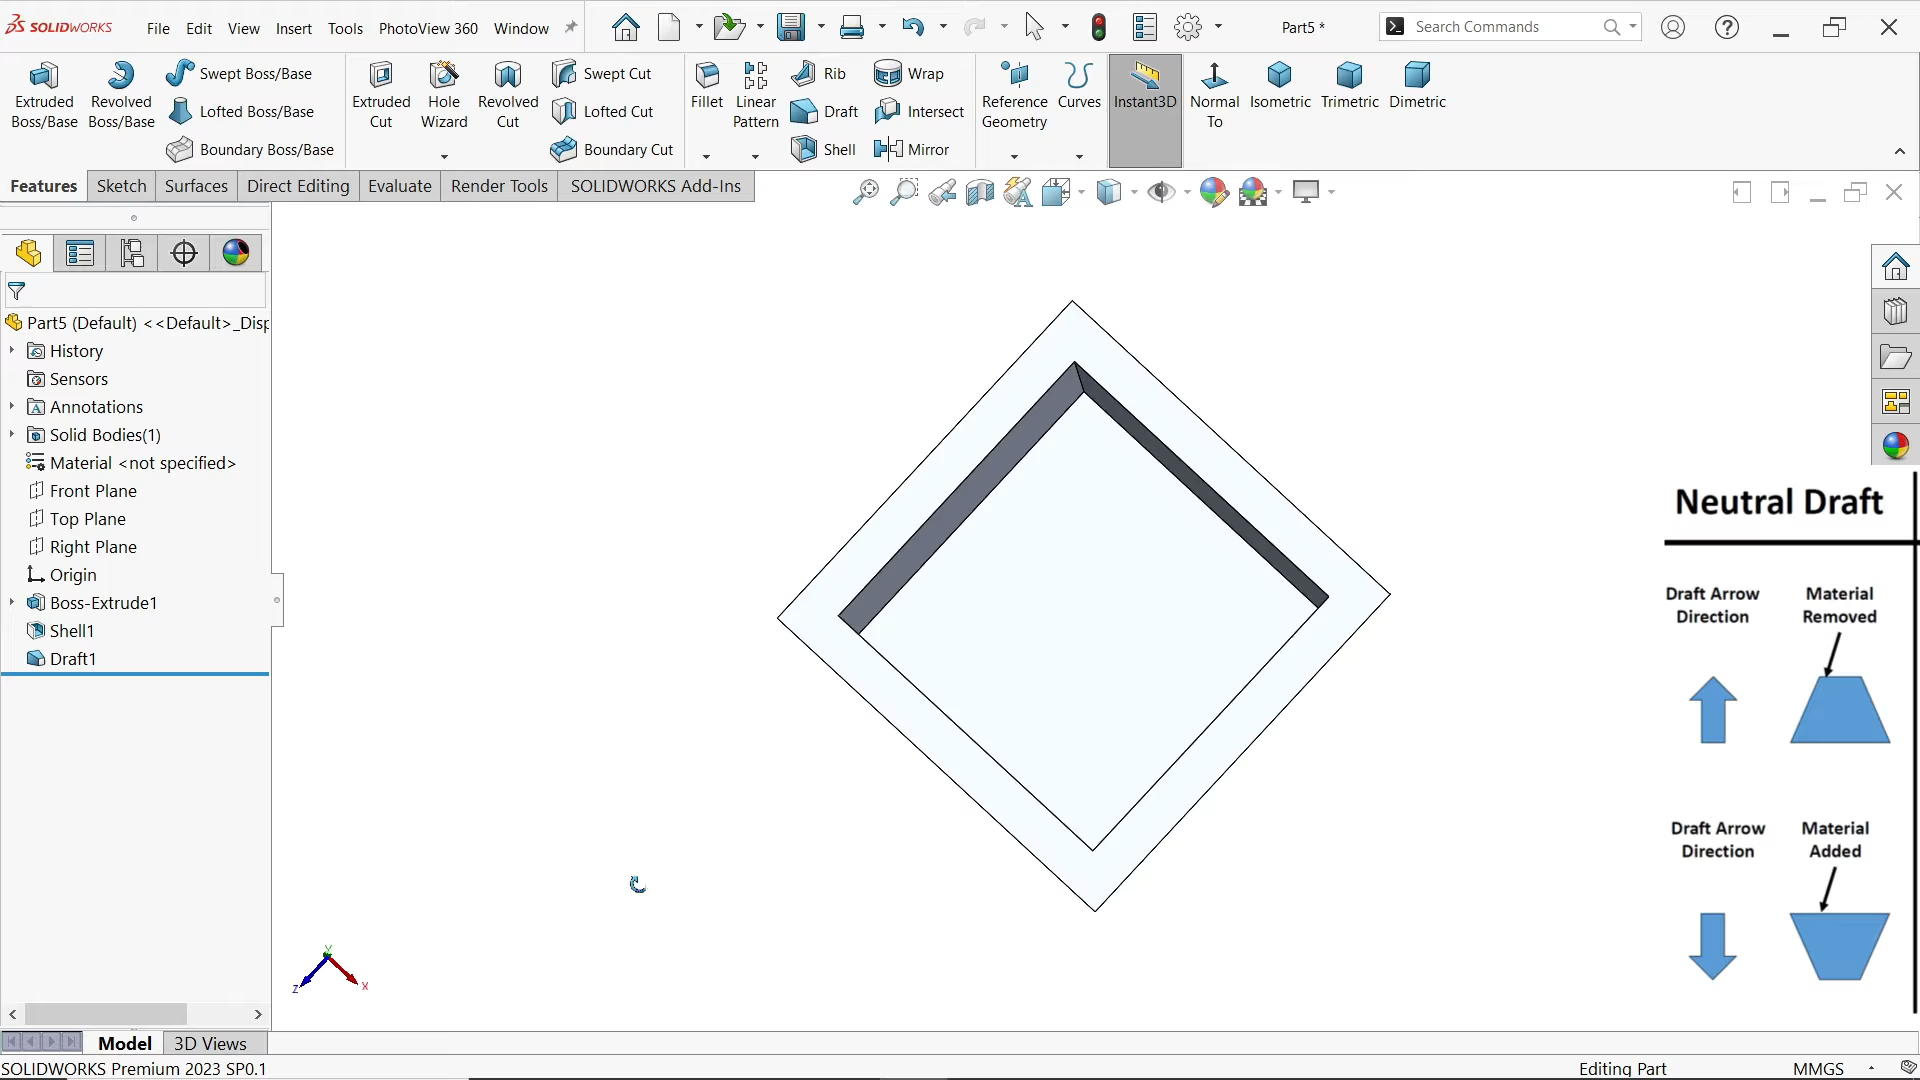 SOLIDWORKS File Edit View Insert Tools PhotoView 360 Window Part5 * Search Commands
Extruded Boss/Base
Revolved Boss/Base
Swept Boss/Base
Lofted Boss/Base
Boundary Boss/Base
Extruded Cut
Hole Wizard
Revolved Cut
Swept Cut
Lofted Cut
Boundary Cut
Fillet
Linear Pattern
Rib
Draft
Shell
Wrap
Intersect
Mirror
Reference Geometry
Curves
Instant3D
Normal To
Isometric
Trimetric
Dimetric
Features Sketch Surfaces Direct Editing Evaluate Render Tools SOLIDWORKS Add-Ins
Part5 (Default) <<Default>_Disp
History
Sensors
Annotations
Solid Bodies(1)
Material <not specified>
Front Plane
Top Plane
Right Plane
Origin
Boss-Extrude1
Shell1
Draft1
Neutral Draft
Draft Arrow Direction
Material Removed
Draft Arrow Direction
Material Added
Y
Z
X
Model 3D Views
SOLIDWORKS Premium 2023 SP0.1 Editing Part MMGS